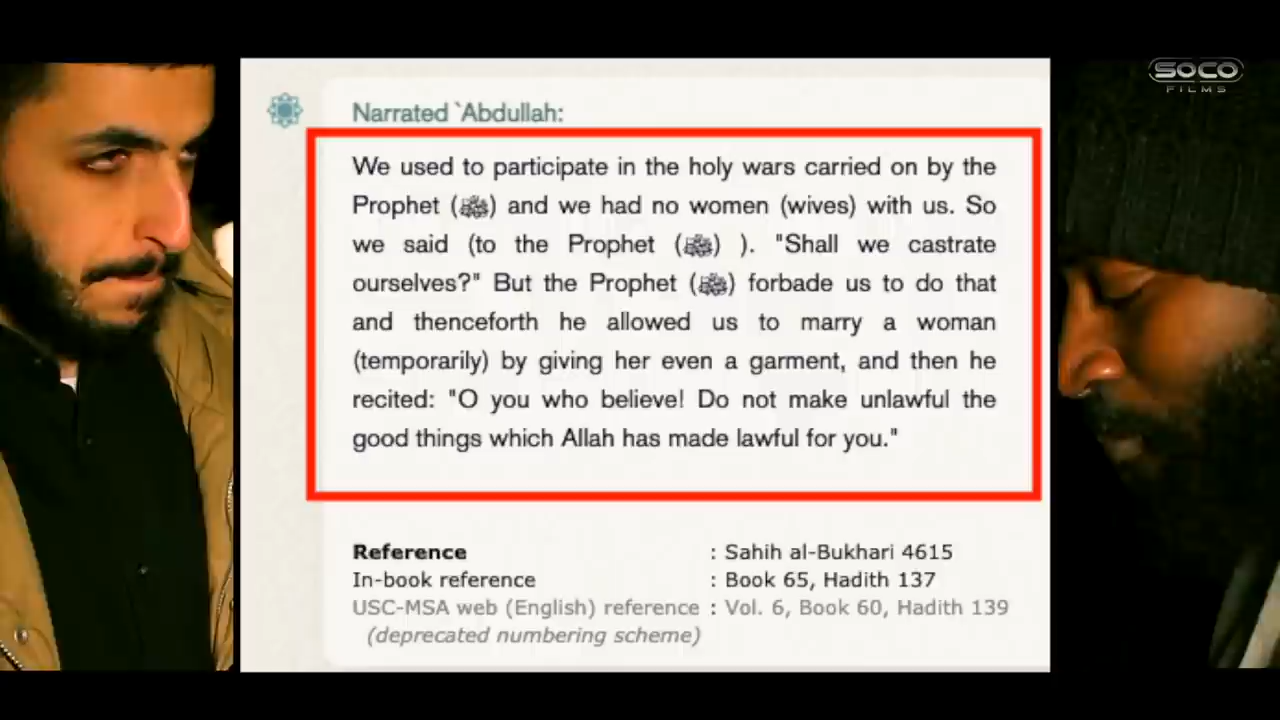 SOCO
FILMS
Narrated `Abdullah:
We used to participate in the holy wars carried on by the
Prophet (ﷺ) and we had no women (wives) with us. So
we said (to the Prophet (ﷺ) ). "Shall we castrate
ourselves?" But the Prophet (ﷺ) forbade us to do that
and thenceforth he allowed us to marry a woman
(temporarily) by giving her even a garment, and then he
recited: "O you who believe! Do not make unlawful the
good things which Allah has made lawful for you."
Reference : Sahih al-Bukhari 4615
In-book reference : Book 65, Hadith 137
USC-MSA web (English) reference : Vol. 6, Book 60, Hadith 139
(deprecated numbering scheme)